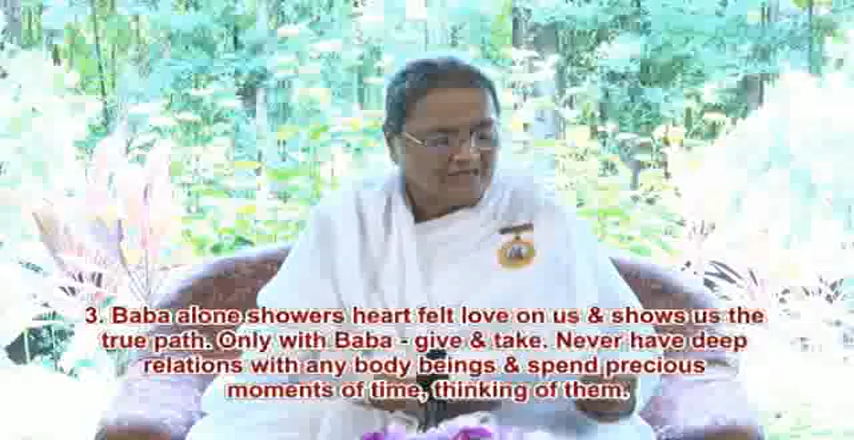 3. Baba alone showers heart felt love on us & shows us the
true path. Only with Baba - give & take. Never have deep
relations with any body beings & spend precious
moments of time, thinking of them.